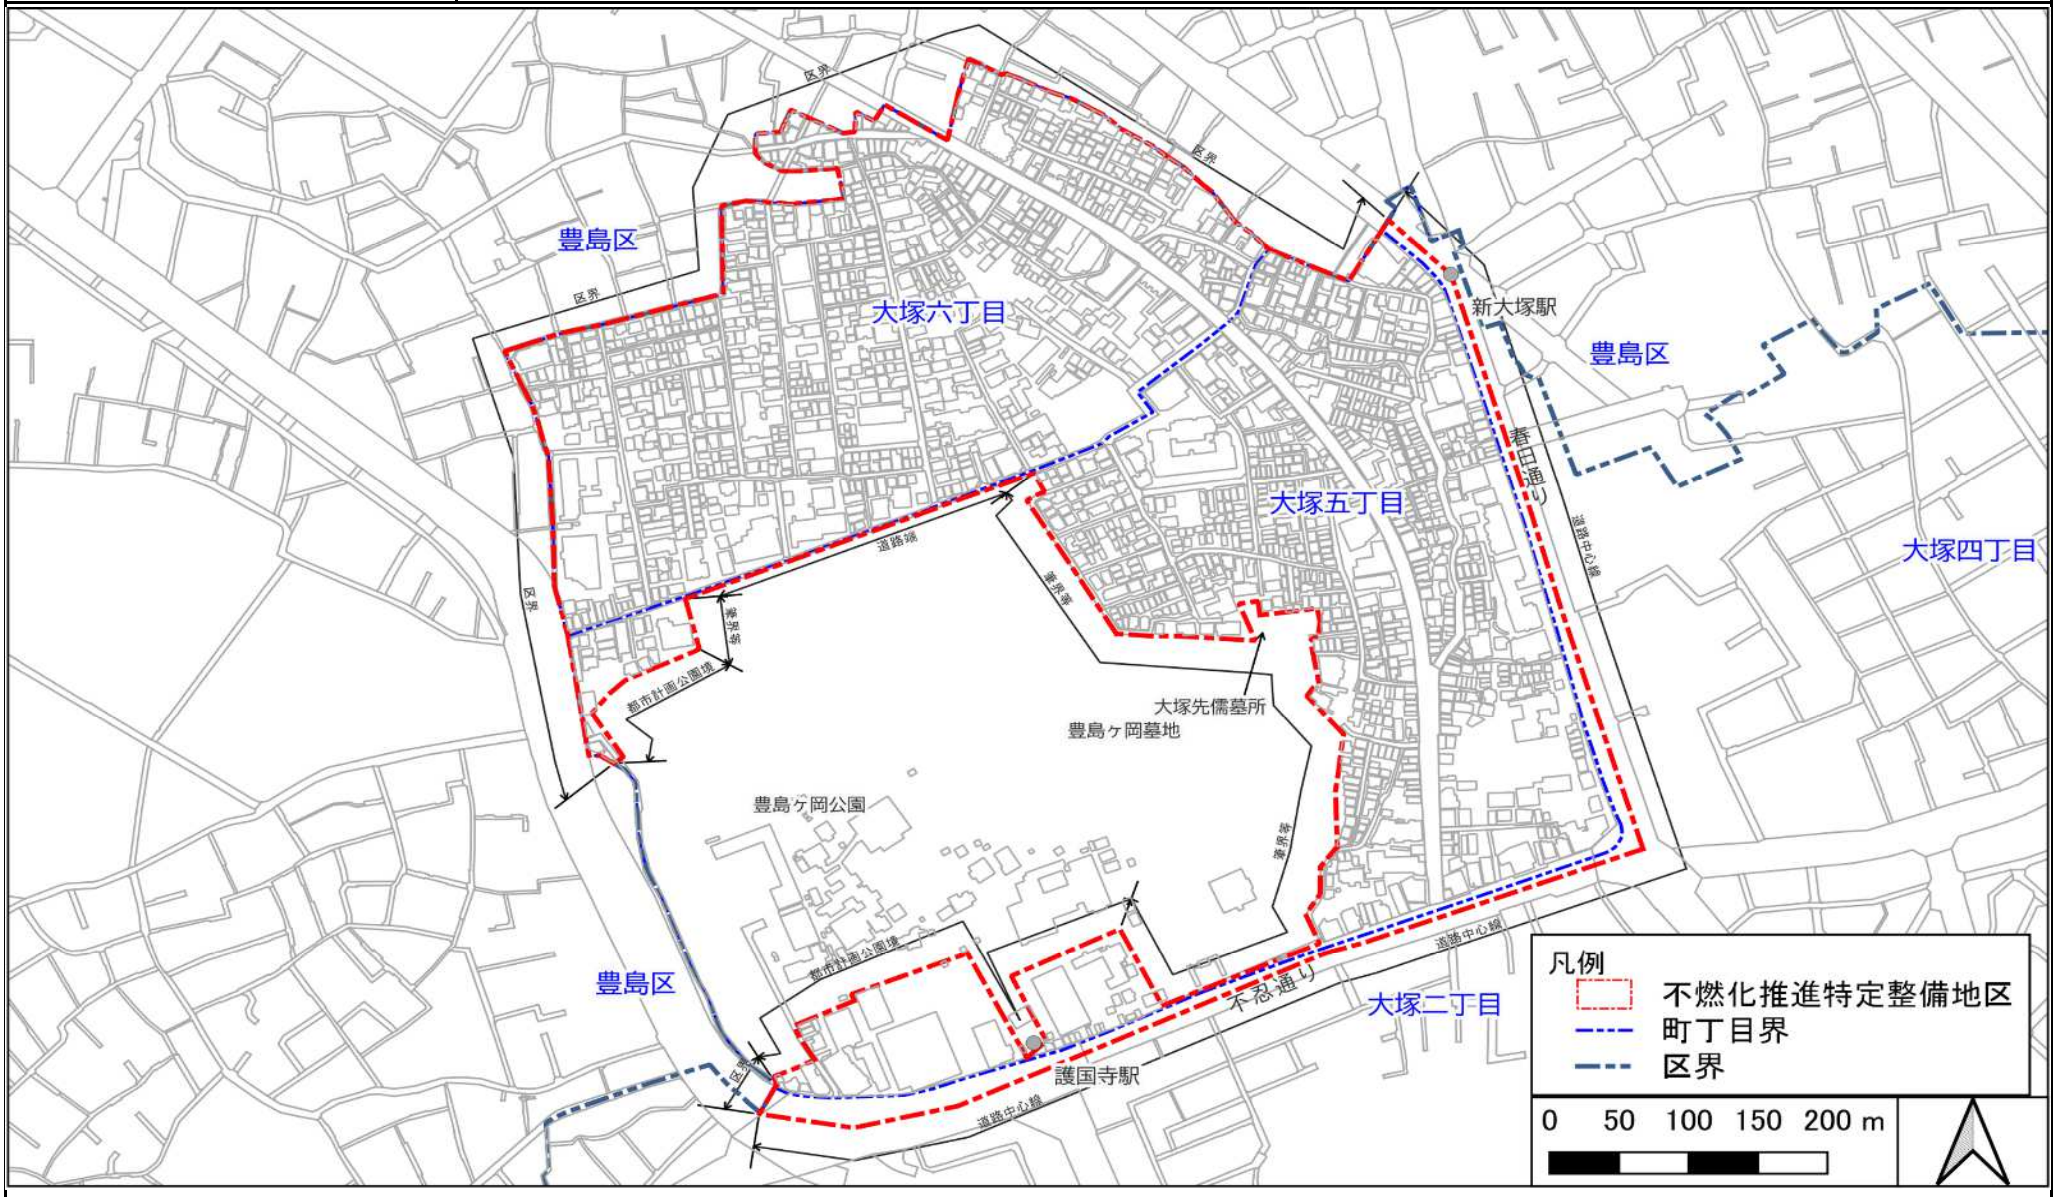 区界
区界
豊島区
区界
大塚六丁目
新大塚駅
豊島区
春日通り
大塚五丁目
道路中心線
大塚四丁目
道路端
筆界等
区界
筆界等
都市計画公園境
大塚先儒墓所
豊島ヶ岡墓地
豊島ヶ岡公園
筆界等
都市計画公園境
道路中心線
豊島区
不忍通り
大塚二丁目
区界
護国寺駅
道路中心線
凡例
不燃化推進特定整備地区
町丁目界
区界
0 50 100 150 200 m